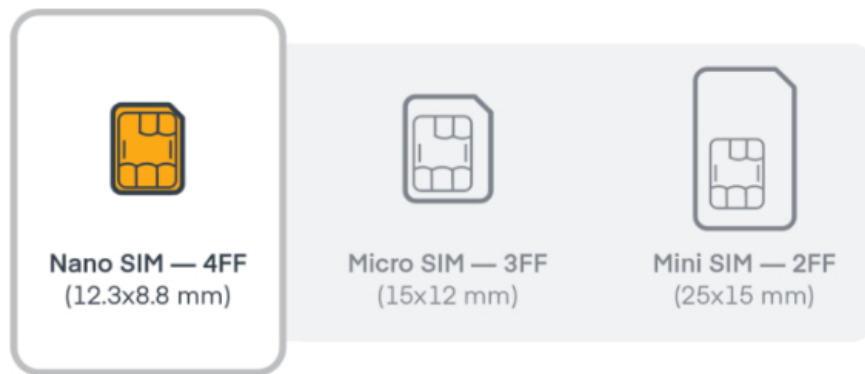 Nano SIM — 4FF
(12.3x8.8 mm)
Micro SIM — 3FF
(15x12 mm)
Mini SIM — 2FF
(25x15 mm)